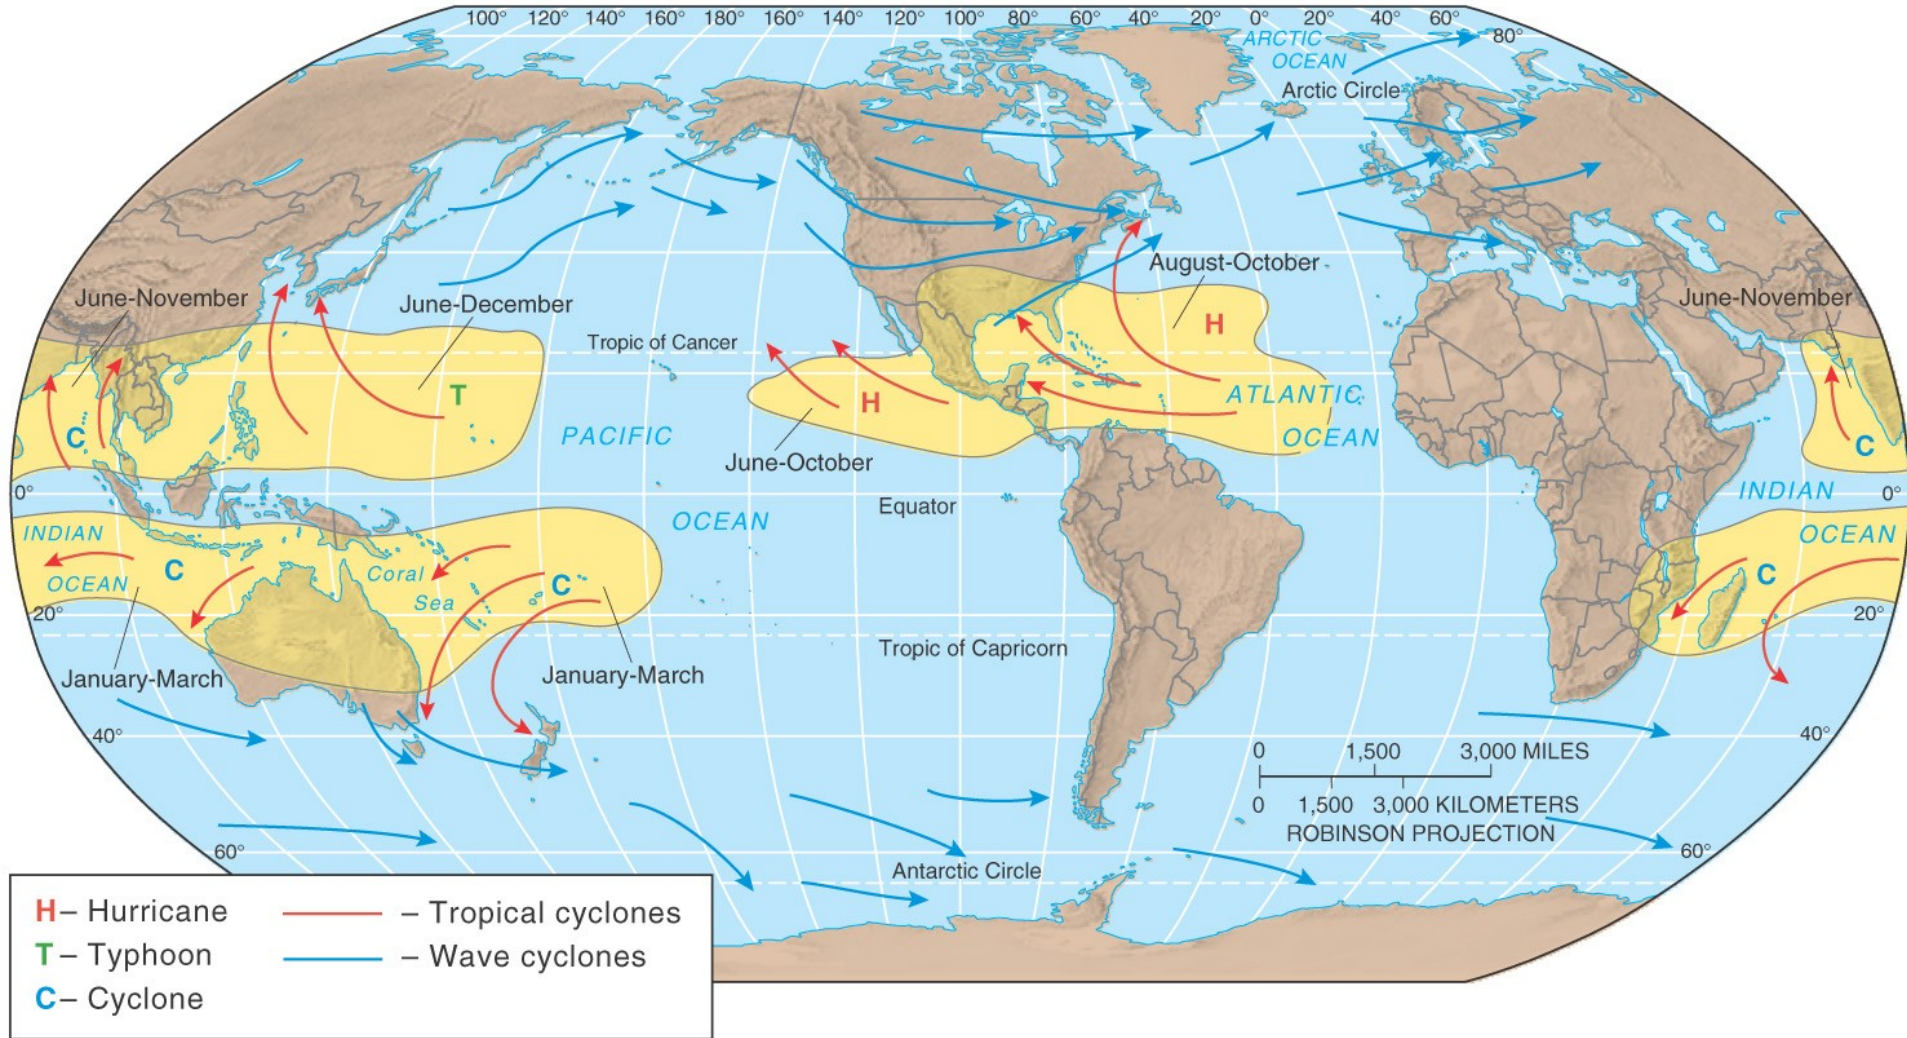 100° 120° 140° 160° 180° 160° 140° 120° 100° 80° 60° 40° 20° 0° 20° 40° 60°
80°
ARCTIC
OCEAN
Arctic Circle
August-October
June-November
June-December
June-November
H
Tropic of Cancer
T
H
ATLANTIC
C
PACIFIC
OCEAN
C
June-October
0°
Equator
INDIAN
0°
INDIAN
OCEAN
OCEAN
C
Coral
C
C
OCEAN
Sea
20°
20°
Tropic of Capricorn
January-March
January-March
40°
40°
0 1,500 3,000 MILES
0 1,500 3,000 KILOMETERS
ROBINSON PROJECTION
60°
60°
Antarctic Circle
H – Hurricane
– Tropical cyclones
T – Typhoon
– Wave cyclones
C – Cyclone